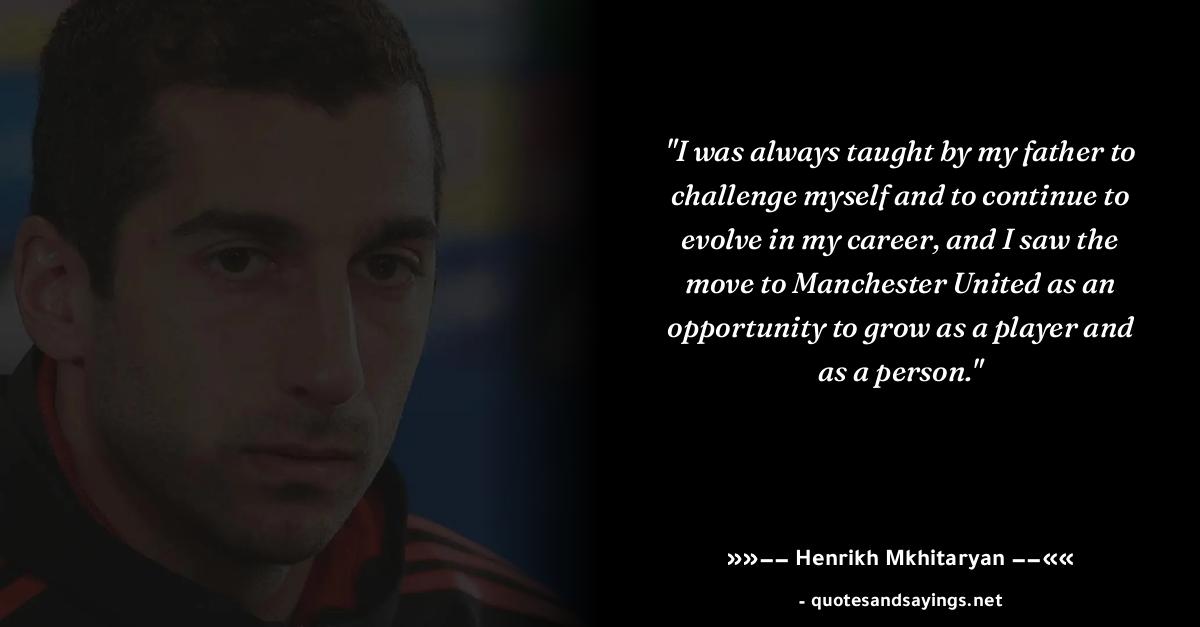 "I was always taught by my father to
challenge myself and to continue to
evolve in my career, and I saw the
move to Manchester United as an
opportunity to grow as a player and
as a person."
»»–– Henrikh Mkhitaryan ––««
- quotesandsayings.net